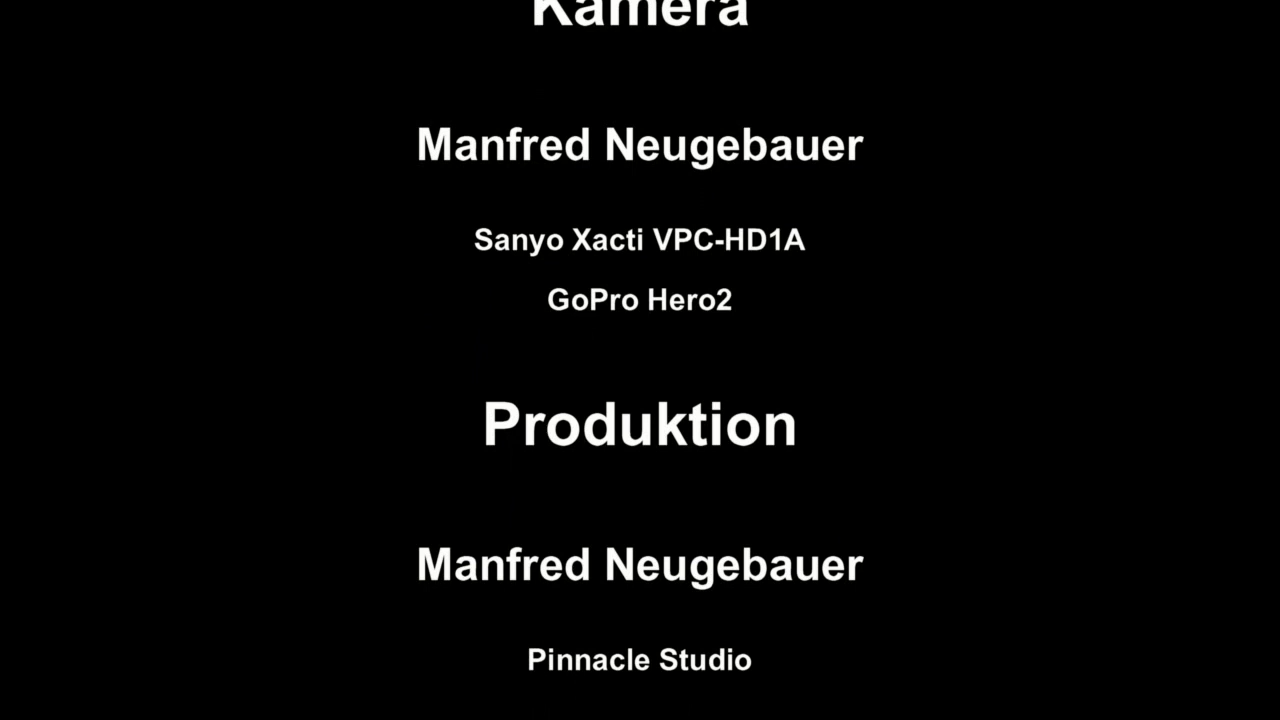 Kamera
Manfred Neugebauer
Sanyo Xacti VPC-HD1A
GoPro Hero2
Produktion
Manfred Neugebauer
Pinnacle Studio